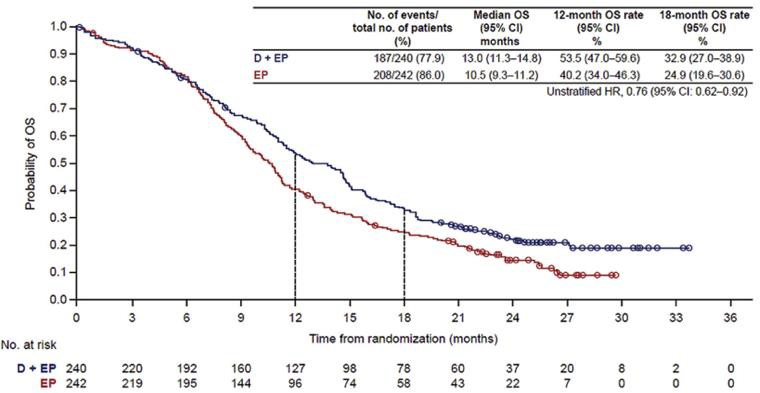 No. of events/ Median OS 12-month OS rate 18-month OS rate
total no. of patients (95% CI) (95% CI) (95% CI)
(%) months % %
D + EP 187/240 (77.9) 13.0 (11.3–14.8) 53.5 (47.0–59.6) 32.9 (27.0–38.9)
EP 208/242 (86.0) 10.5 (9.3–11.2) 40.2 (34.0–46.3) 24.9 (19.6–30.6)
Unstratified HR, 0.76 (95% CI: 0.62–0.92)
Probability of OS
1.0
0.9
0.8
0.7
0.6
0.5
0.4
0.3
0.2
0.1
0.0
0 3 6 9 12 15 18 21 24 27 30 33 36
Time from randomization (months)
No. at risk
D + EP 240 220 192 160 127 98 78 60 37 20 8 2 0
EP 242 219 195 144 96 74 58 43 22 7 0 0 0